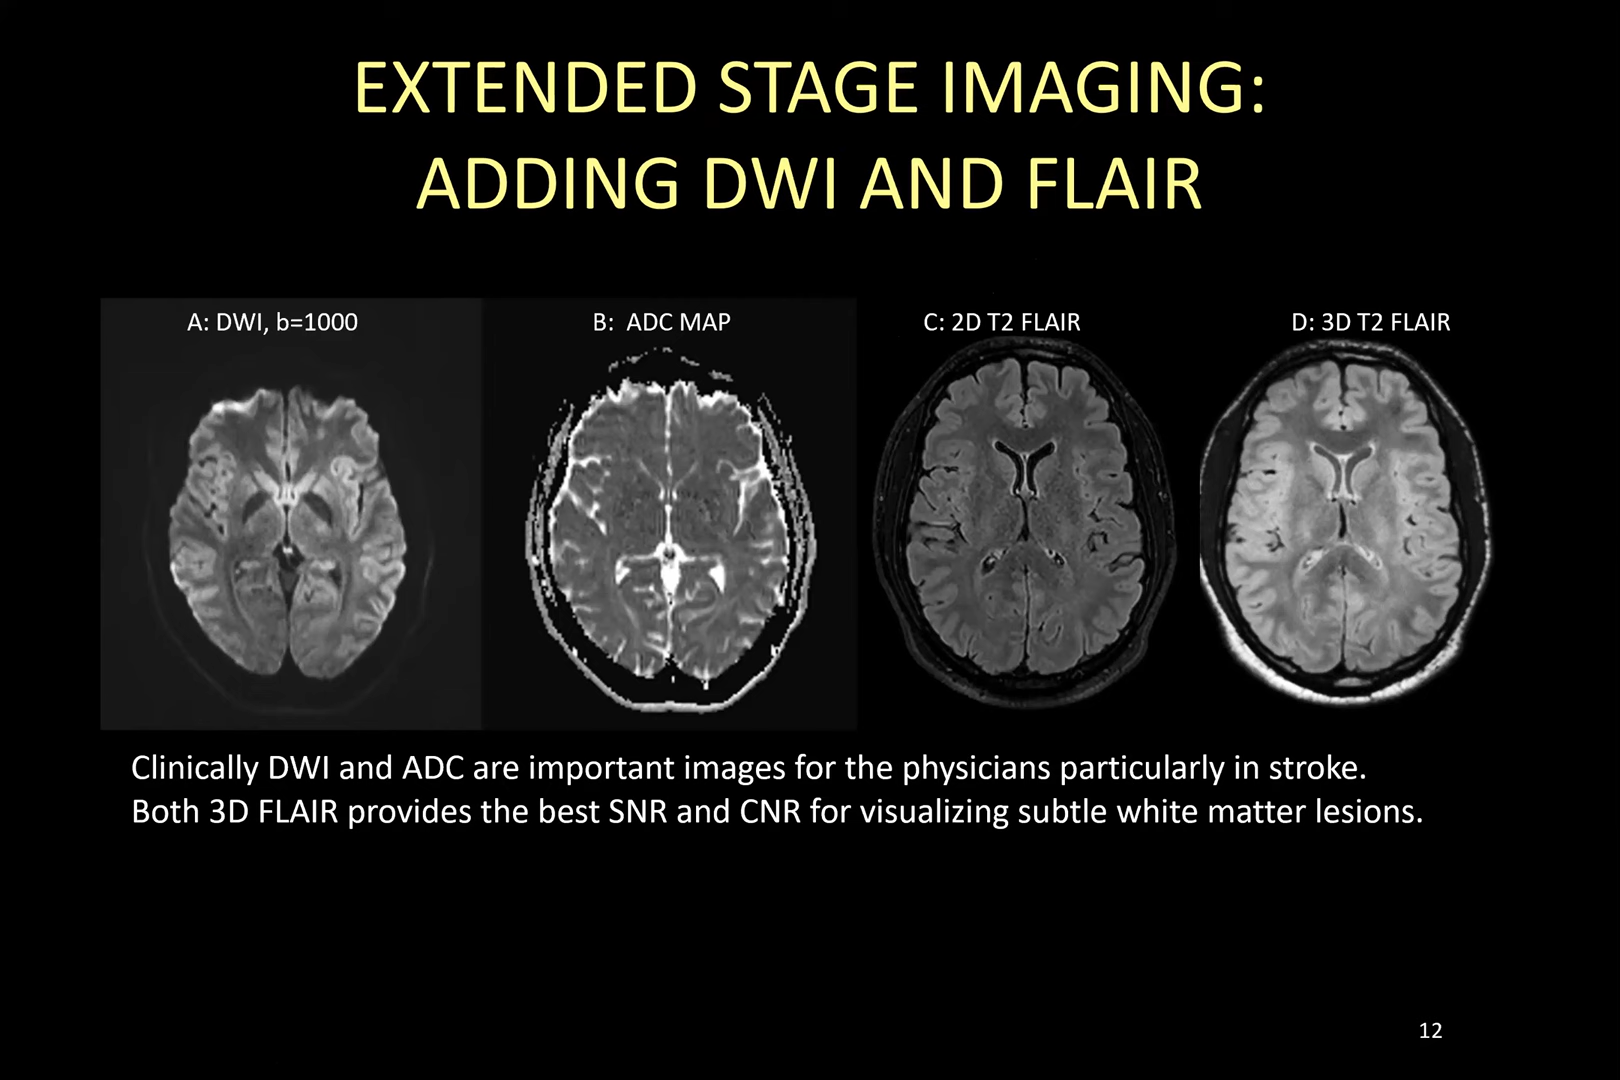 EXTENDED STAGE IMAGING:
ADDING DWI AND FLAIR
A: DWI, b=1000
B: ADC MAP
C: 2D T2 FLAIR
D: 3D T2 FLAIR
Clinically DWI and ADC are important images for the physicians particularly in stroke.
Both 3D FLAIR provides the best SNR and CNR for visualizing subtle white matter lesions.
12